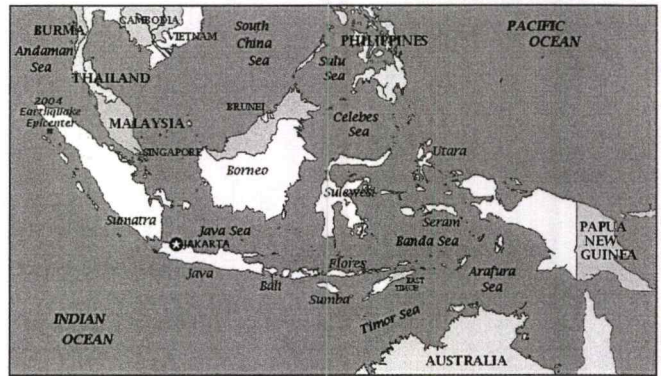 CAMBODIA
BURMA
VIETNAM
Andaman
Sea
THAILAND
South
China
Sea
PHILIPPINES
Sulu
Sea
PACIFIC
OCEAN
2004
Earthquake
Epicenter
MALAYSIA
BRUNEI
Celebes
Sea
SINGAPORE
Borneo
Utara
Sulewesi
Sumatra
Java Sea
JAKARTA
Seram
Banda Sea
PAPUA
NEW
GUINEA
Java
Bali
Flores
Sumba
EAST
TIMOR
Arafura
Sea
Timor Sea
INDIAN
OCEAN
AUSTRALIA